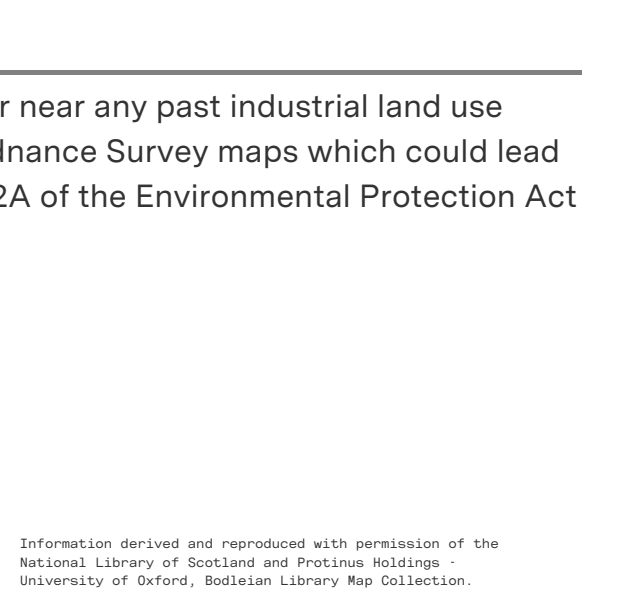 near any past industrial land use
Survey maps which could lead
2A of the Environmental Protection Act
Information derived and reproduced with permission of the
National Library of Scotland and Protinus Holdings -
University of Oxford, Bodleian Library Map Collection.